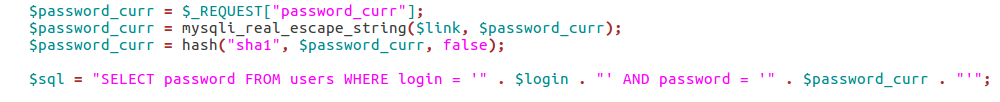 $password_curr = $_REQUEST["password_curr"];
$password_curr = mysqli_real_escape_string($link, $password_curr);
$password_curr = hash("sha1", $password_curr, false);
$sql = "SELECT password FROM users WHERE login = '" . $login . "' AND password = '" . $password_curr . "'";